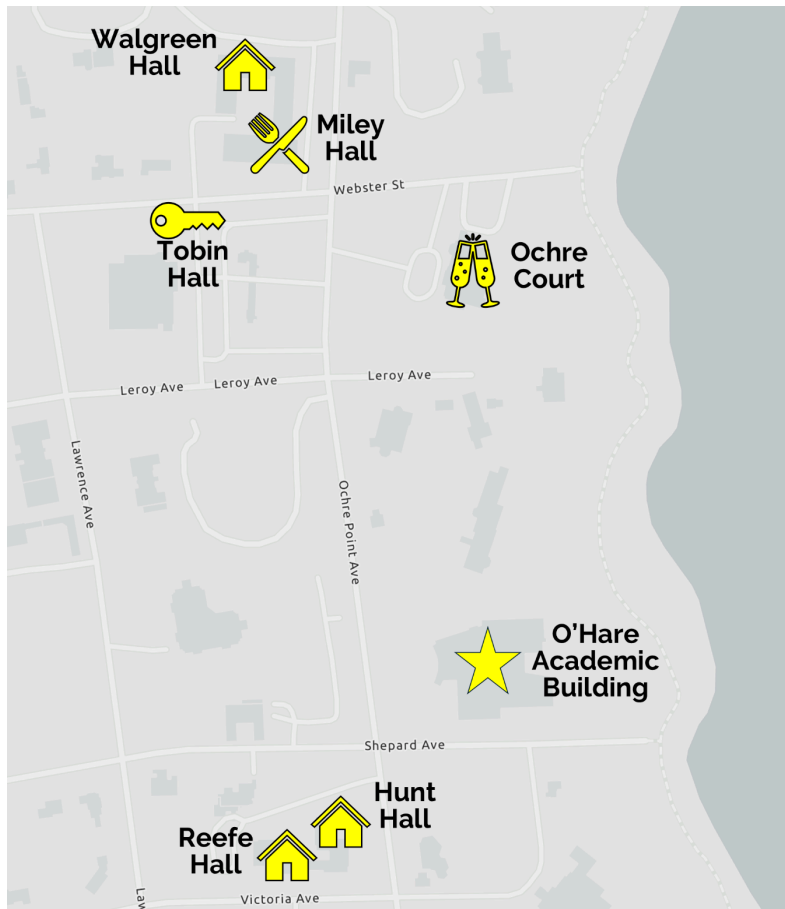 Walgreen
Hall
Miley
Hall
Webster St
Tobin
Hall
Ochre
Court
Leroy Ave
Leroy Ave
Leroy Ave
Lawrence Ave
Ochre Point Ave
O'Hare
Academic
Building
Shepard Ave
Hunt
Hall
Reefe
Hall
Victoria Ave
Law